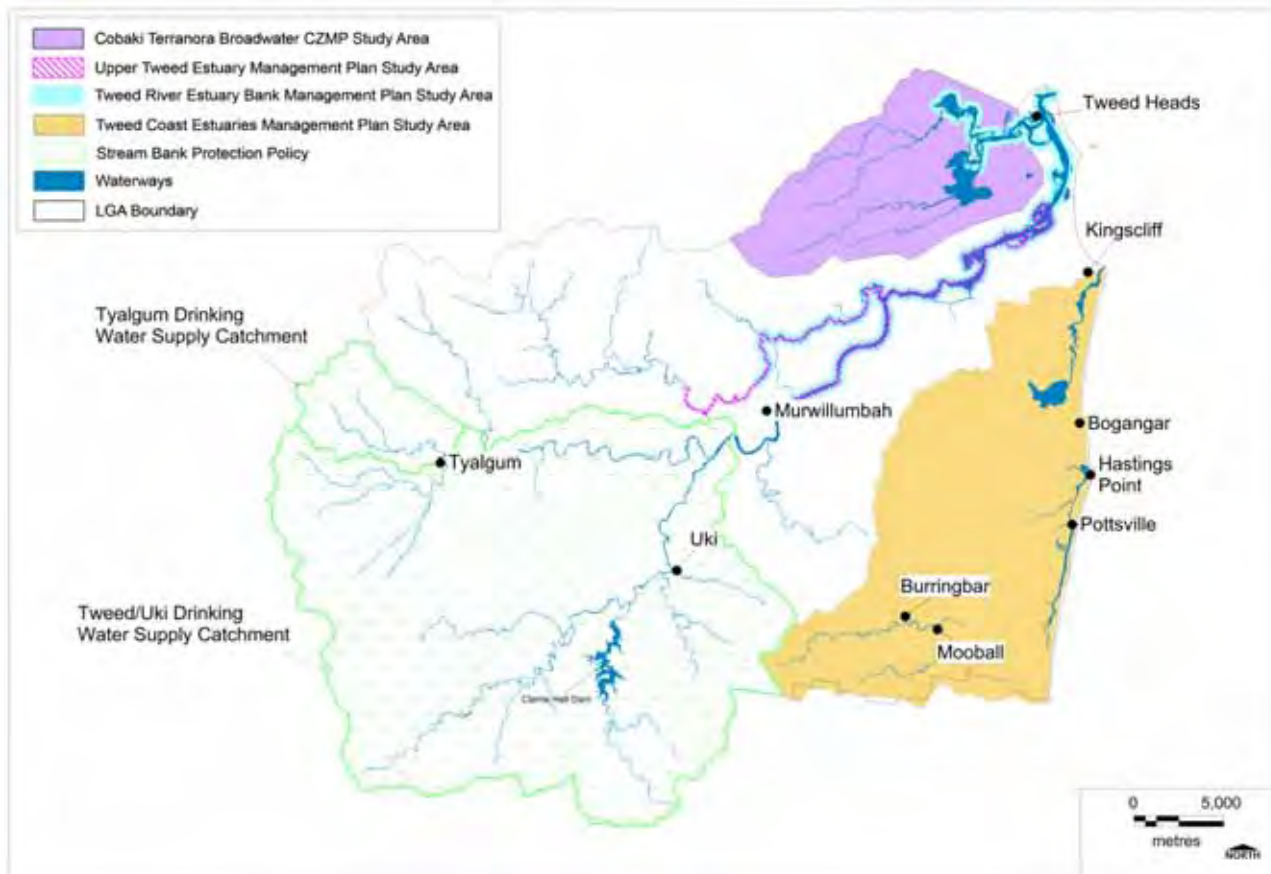 Cobaki Terranora Broadwater CZMP Study Area
Upper Tweed Estuary Management Plan Study Area
Tweed River Estuary Bank Management Plan Study Area
Tweed Coast Estuaries Management Plan Study Area
Stream Bank Protection Policy
Waterways
LGA Boundary
Tweed Heads
Kingscliff
Tyalgum Drinking
Water Supply Catchment
Murwillumbah
Bogangar
Tyalgum
Hastings
Point
Pottsville
Uki
Burringbar
Tweed/Uki Drinking
Water Supply Catchment
Mooball
Dam
0 5,000
metres
NORTH